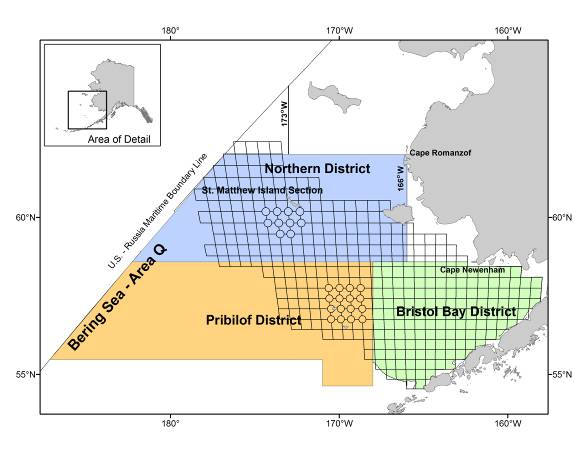 180°
170°W
160°W
Area of Detail
173°W
Cape Romanzof
Northern District
166°W
St. Matthew Island Section
60°N
60°N
U.S. - Russia Maritime Boundary Line
Bering Sea - Area Q
Cape Newenham
Pribilof District
Bristol Bay District
55°N
55°N
180°
170°W
160°W